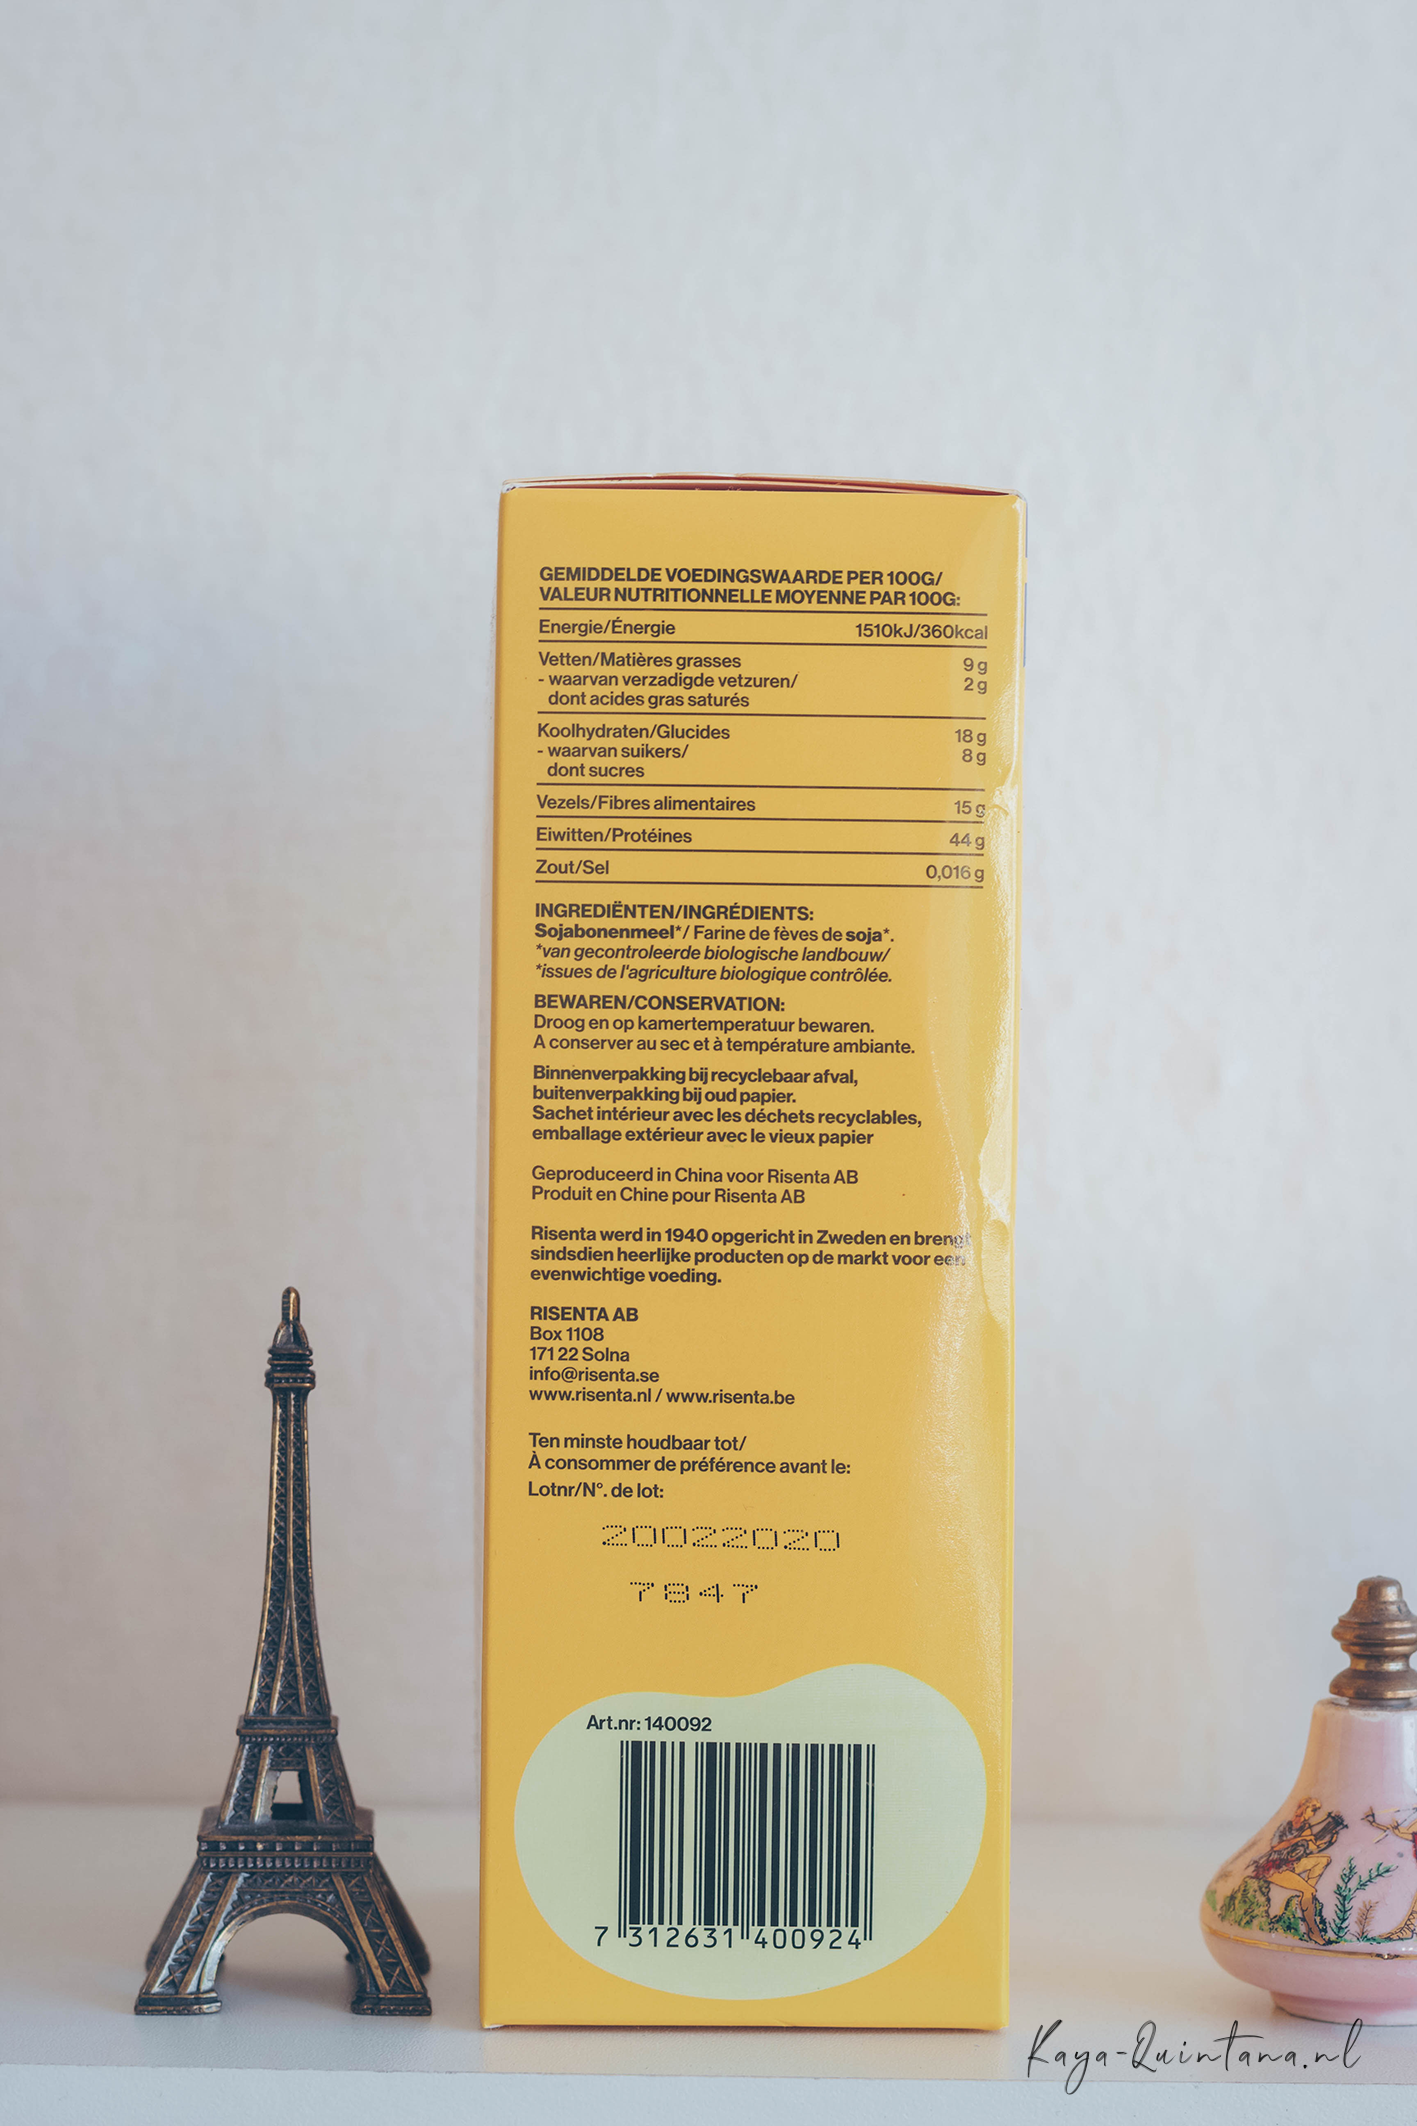 GEMIDDELDE VOEDINGSWAARDE PER 100G/
VALEUR NUTRITIONNELLE MOYENNE PAR 100G:
Energie/Énergie 1510kJ/360kcal
Vetten/Matières grasses 9 g
- waarvan verzadigde vetzuren/ 2 g
dont acides gras saturés
Koolhydraten/Glucides 18 g
- waarvan suikers/ 8 g
dont sucres
Vezels/Fibres alimentaires 15 g
Eiwitten/Protéines 44 g
Zout/Sel 0,016 g
INGREDIËNTEN/INGRÉDIENTS:
Sojabonenmeel*/ Farine de fèves de soja*.
*van gecontroleerde biologische landbouw/
*issues de l'agriculture biologique contrôlée.
BEWAREN/CONSERVATION:
Droog en op kamertemperatuur bewaren.
A conserver au sec et à température ambiante.
Binnenverpakking bij recyclebaar afval,
buitenverpakking bij oud papier.
Sachet intérieur avec les déchets recyclables,
emballage extérieur avec le vieux papier
Geproduceerd in China voor Risenta AB
Produit en Chine pour Risenta AB
Risenta werd in 1940 opgericht in Zweden en brengt
sindsdien heerlijke producten op de markt voor een
evenwichtige voeding.
RISENTA AB
Box 1108
171 22 Solna
info@risenta.se
www.risenta.nl / www.risenta.be
Ten minste houdbaar tot/
À consommer de préférence avant le:
Lotnr/N°. de lot:
20022020
7847
Art.nr: 140092
7 312631 400924
Kaya-Quintana.nl